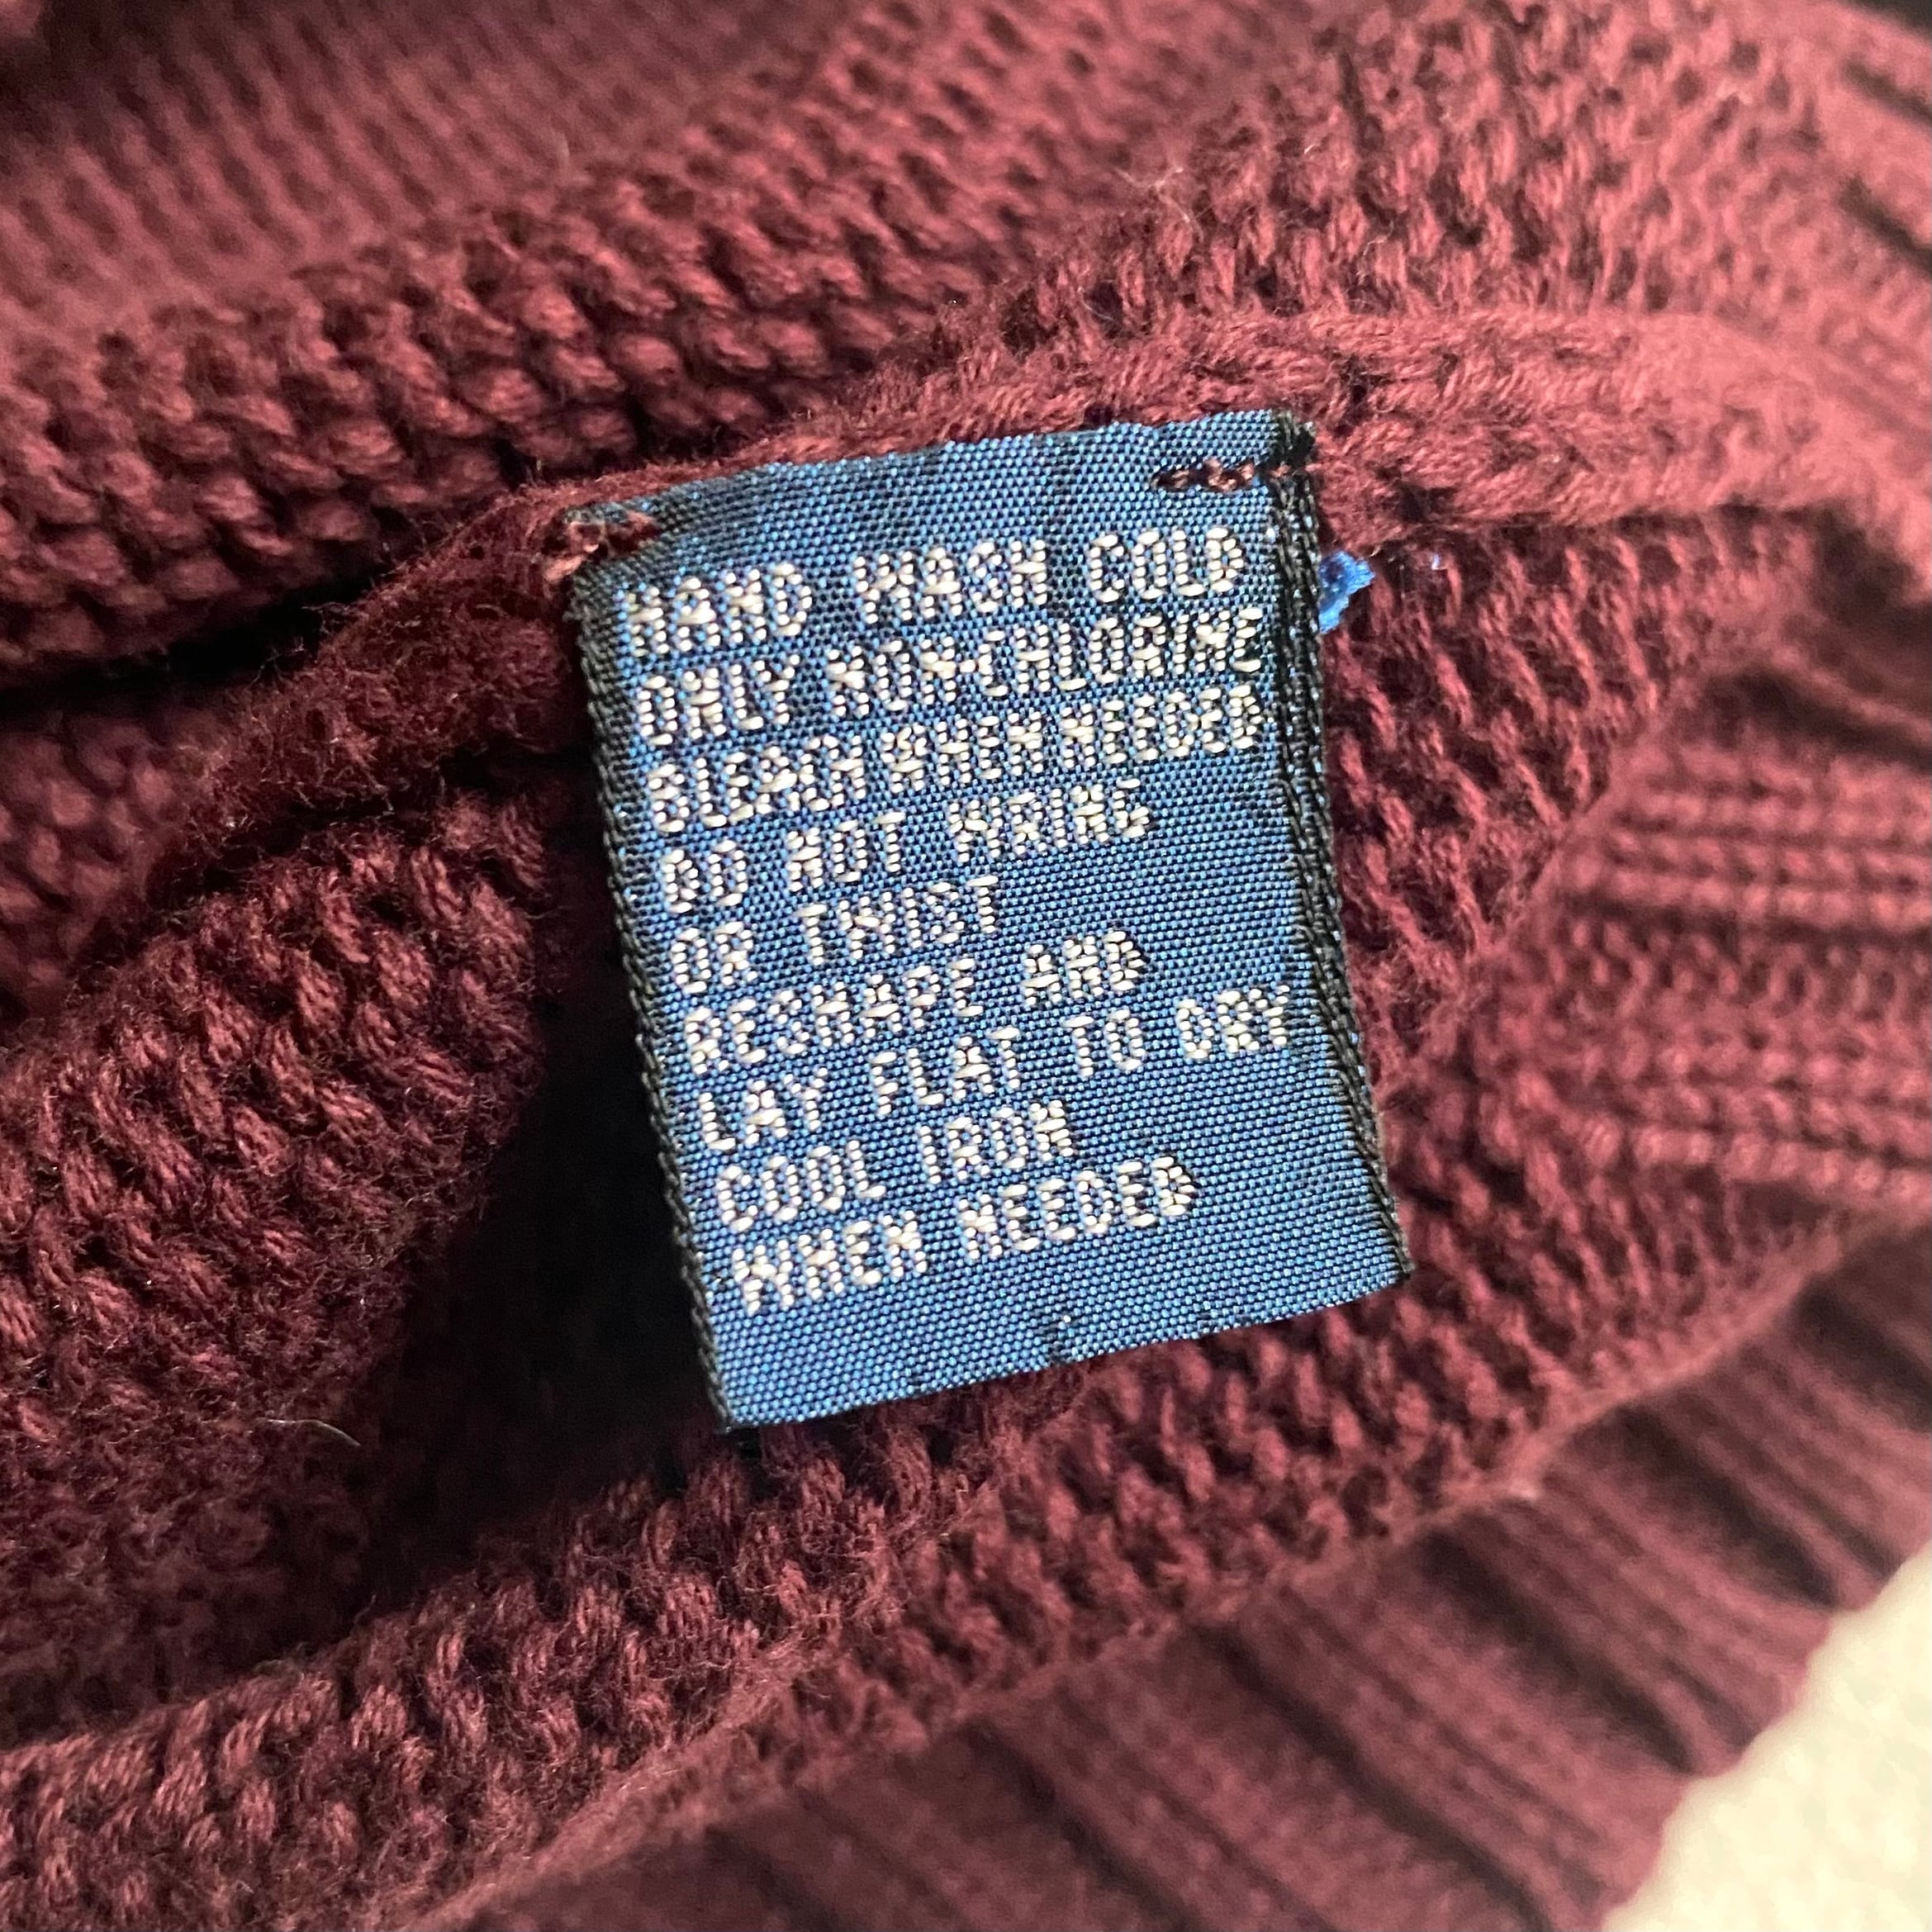 HAND WASH COLD
ONLY NON-CHLORINE
BLEACH WHEN NEEDED
DO NOT WRING
OR TWIST
RESHAPE AND
LAY FLAT TO DRY
COOL IRON
WHEN NEEDED